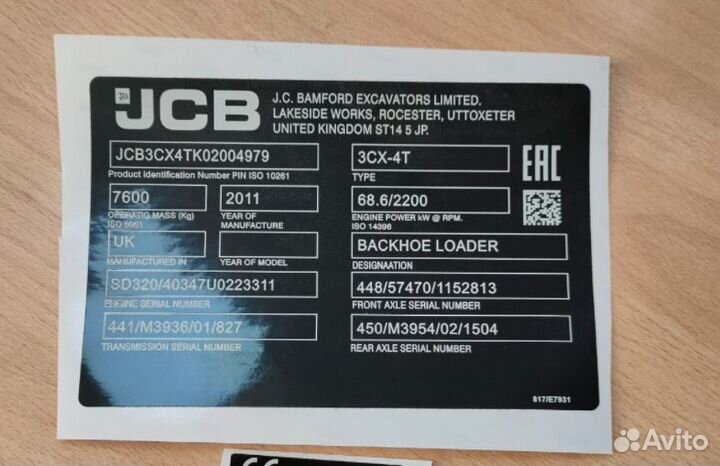 JCB
J.C. BAMFORD EXCAVATORS LIMITED.
LAKESIDE WORKS, ROCESTER, UTTOXETER
UNITED KINGDOM ST14 5 JP.
JCB3CX4TK02004979
Product Identification Number PIN ISO 10261
3CX-4T
TYPE
EAC
7600
OPERATIG MASS (Kg)
ISO 6061
2011
YEAR OF
MANUFACTURE
68.6/2200
ENGINE POWER kW @ RPM.
ISO 14396
UK
MANUFACTURED IN
YEAR OF MODEL
BACKHOE LOADER
DESIGNAATION
SD320/40347U0223311
ENGINE SERIAL NUMBER
448/57470/1152813
FRONT AXLE SERIAL NUMBER
441/M3936/01/827
TRANSMISSION SERIAL NUMBER
450/M3954/02/1504
REAR AXLE SERIAL NUMBER
817/E7931
Avito